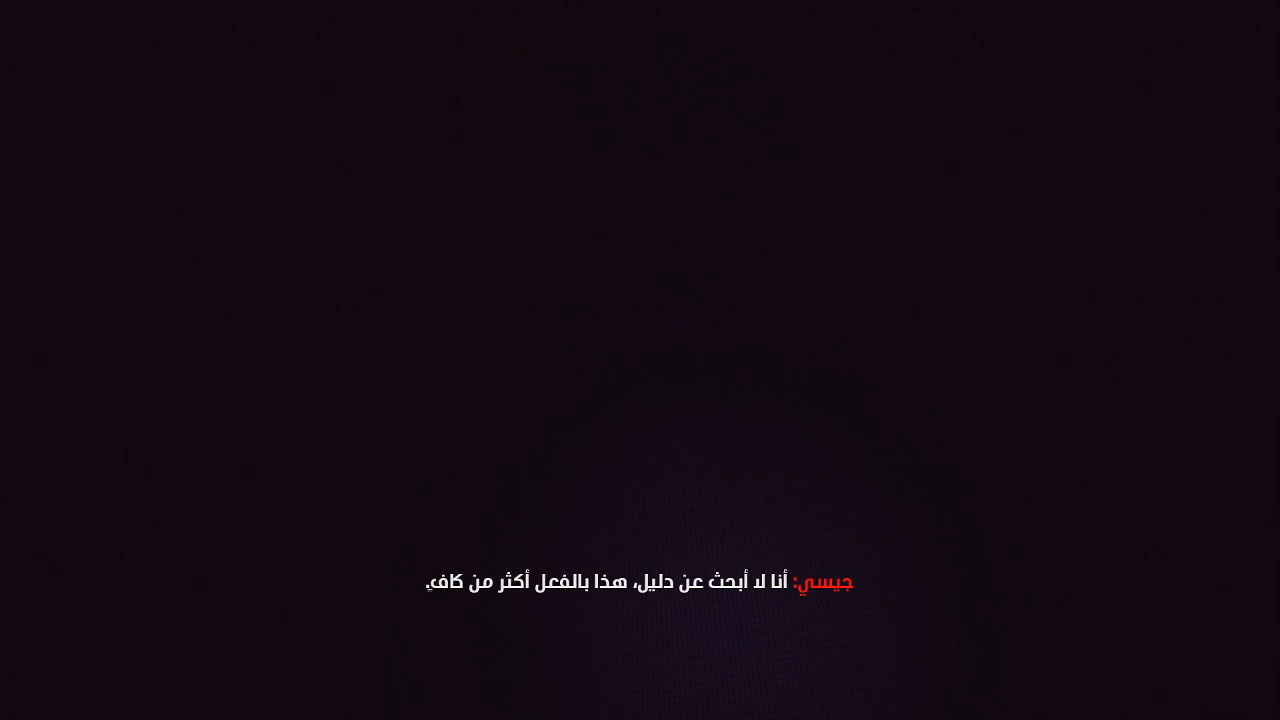 جيسي: أنا لا أبحث عن دليل، هذا بالفعل أكثر من كافٍ.